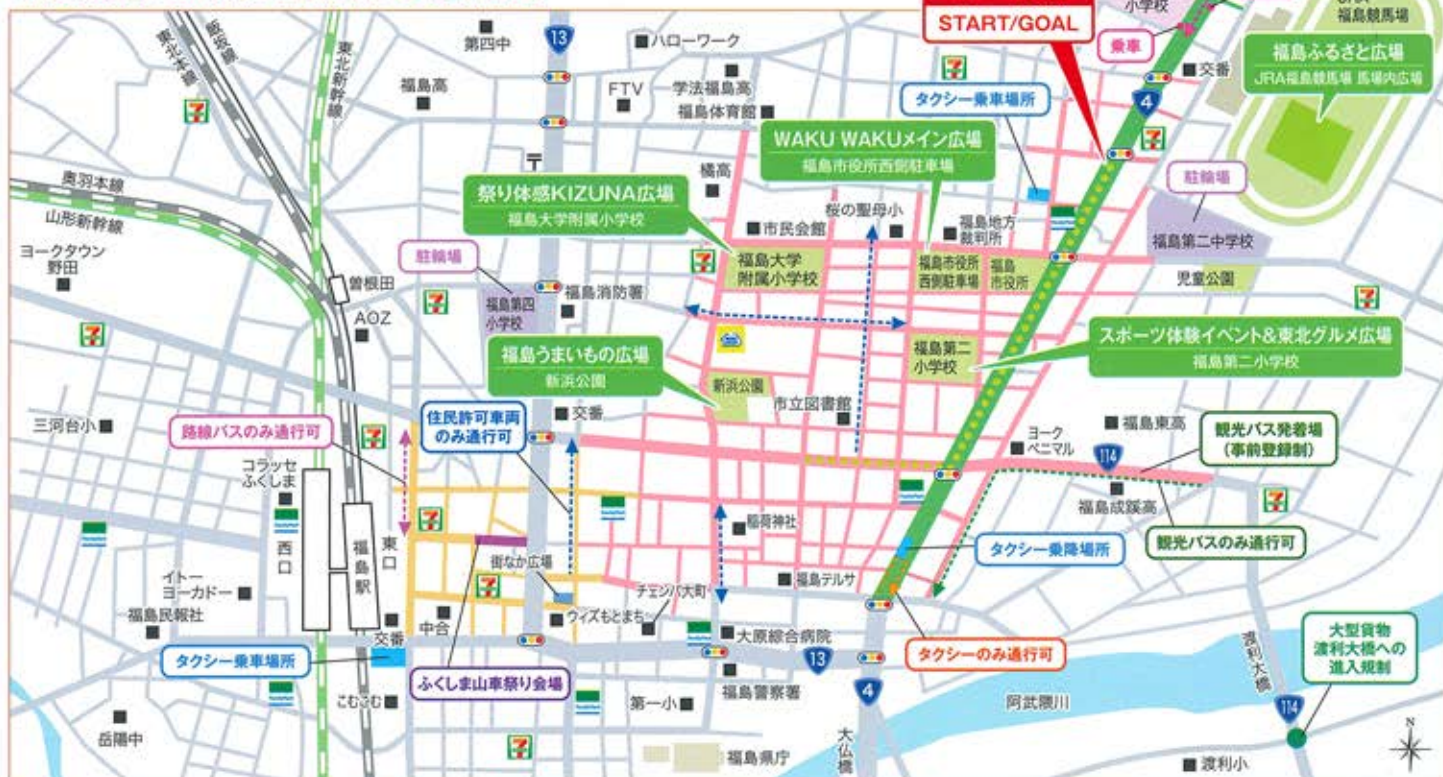 小学校
JRA
福島競馬場
START/GOAL
乗車
第四中
13
ハローワーク
交番
福島ふるさと広場
JRA福島競馬場 馬場内広場
東北本線
飯坂線
東北新幹線
福島高
FTV
学法福島高
福島体育館
タクシー乗車場所
4
〒
橘高
WAKU WAKUメイン広場
福島市役所西側駐車場
奥羽本線
山形新幹線
祭り体感KIZUNA広場
福島大学附属小学校
桜の聖母小
駐輪場
福島地方
裁判所
市民会館
福島第二中学校
ヨークタウン
野田
駐輪場
福島大学
附属小学校
福島市役所
西側駐車場
福島
市役所
児童公園
曽根田
福島第四
小学校
福島消防署
AOZ
福島うまいもの広場
新浜公園
福島第二
小学校
スポーツ体験イベント&東北グルメ広場
福島第二小学校
新浜公園
市立図書館
三河台小
路線バスのみ通行可
住民許可車両
のみ通行可
交番
ヨーク
ベニマル
福島東高
114
観光バス発着場
(事前登録制)
コラッセ
ふくしま
福島成蹊高
稲荷神社
西口
福島駅
東口
街なか広場
タクシー乗降場所
観光バスのみ通行可
イトー
ヨーカドー
福島民報社
福島テルサ
チェンバ大町
中合
ウィズもとまち
交番
大原綜合病院
13
タクシーのみ通行可
渡利大橋
大型貨物
渡利大橋への
進入規制
タクシー乗車場所
ふくしま山車祭り会場
福島警察署
4
阿武隈川
114
こむこむ
第一小
岳陽中
福島県庁
大仏橋
渡利小
N